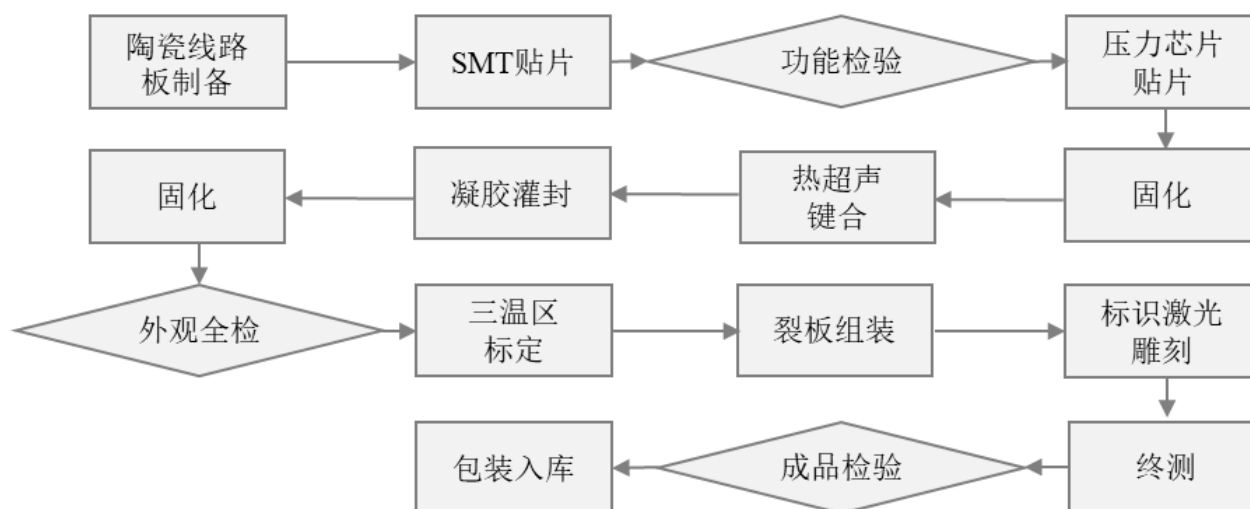 陶瓷线路
板制备
SMT贴片
功能检验
压力芯片
贴片
固化
热超声
键合
凝胶灌封
固化
外观全检
三温区
标定
裂板组装
标识激光
雕刻
终测
成品检验
包装入库